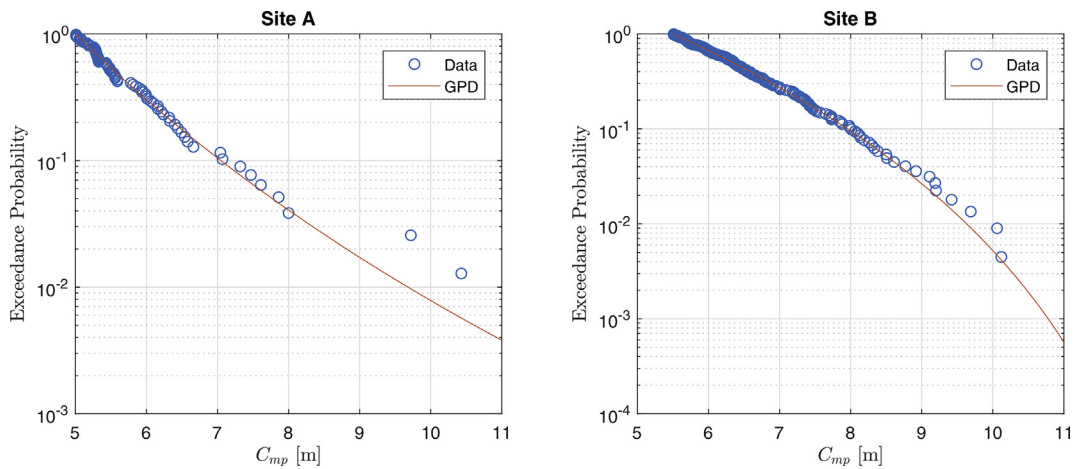 Site A
10^0
10^-1
10^-2
10^-3
Exceedance Probability
5 6 7 8 9 10 11
C_mp [m]
Data
GPD
Site B
10^0
10^-1
10^-2
10^-3
10^-4
Exceedance Probability
5 6 7 8 9 10 11
C_mp [m]
Data
GPD